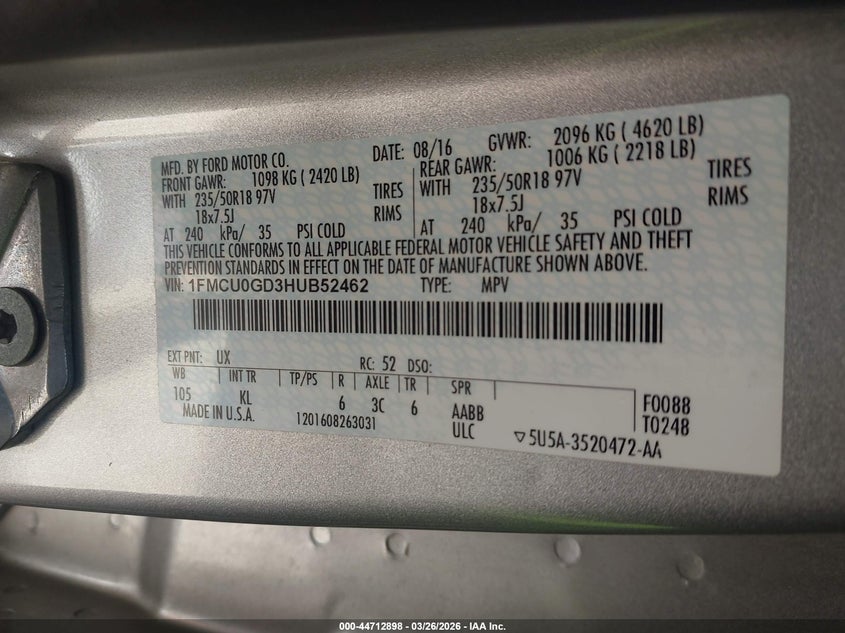 MFD. BY FORD MOTOR CO. DATE: 08/16 GVWR: 2096 KG ( 4620 LB)
FRONT GAWR: 1098 KG ( 2420 LB) REAR GAWR: 1006 KG ( 2218 LB)
WITH 235/50R18 97V TIRES WITH 235/50R18 97V TIRES
18x7.5J RIMS 18x7.5J RIMS
AT 240 kPa/ 35 PSI COLD AT 240 kPa/ 35 PSI COLD
THIS VEHICLE CONFORMS TO ALL APPLICABLE FEDERAL MOTOR VEHICLE SAFETY AND THEFT
PREVENTION STANDARDS IN EFFECT ON THE DATE OF MANUFACTURE SHOWN ABOVE.
VIN: 1FMCU0GD3HUB52462 TYPE: MPV
EXT PNT: UX RC: 52 DSO:
WB INT TR TP/PS R AXLE TR SPR
105 KL 6 3C 6 AABB F0088
MADE IN U.S.A. 1201608263031 ULC T0248
▽5U5A-3520472-AA
000-44712898 - 03/26/2026 - IAA Inc.